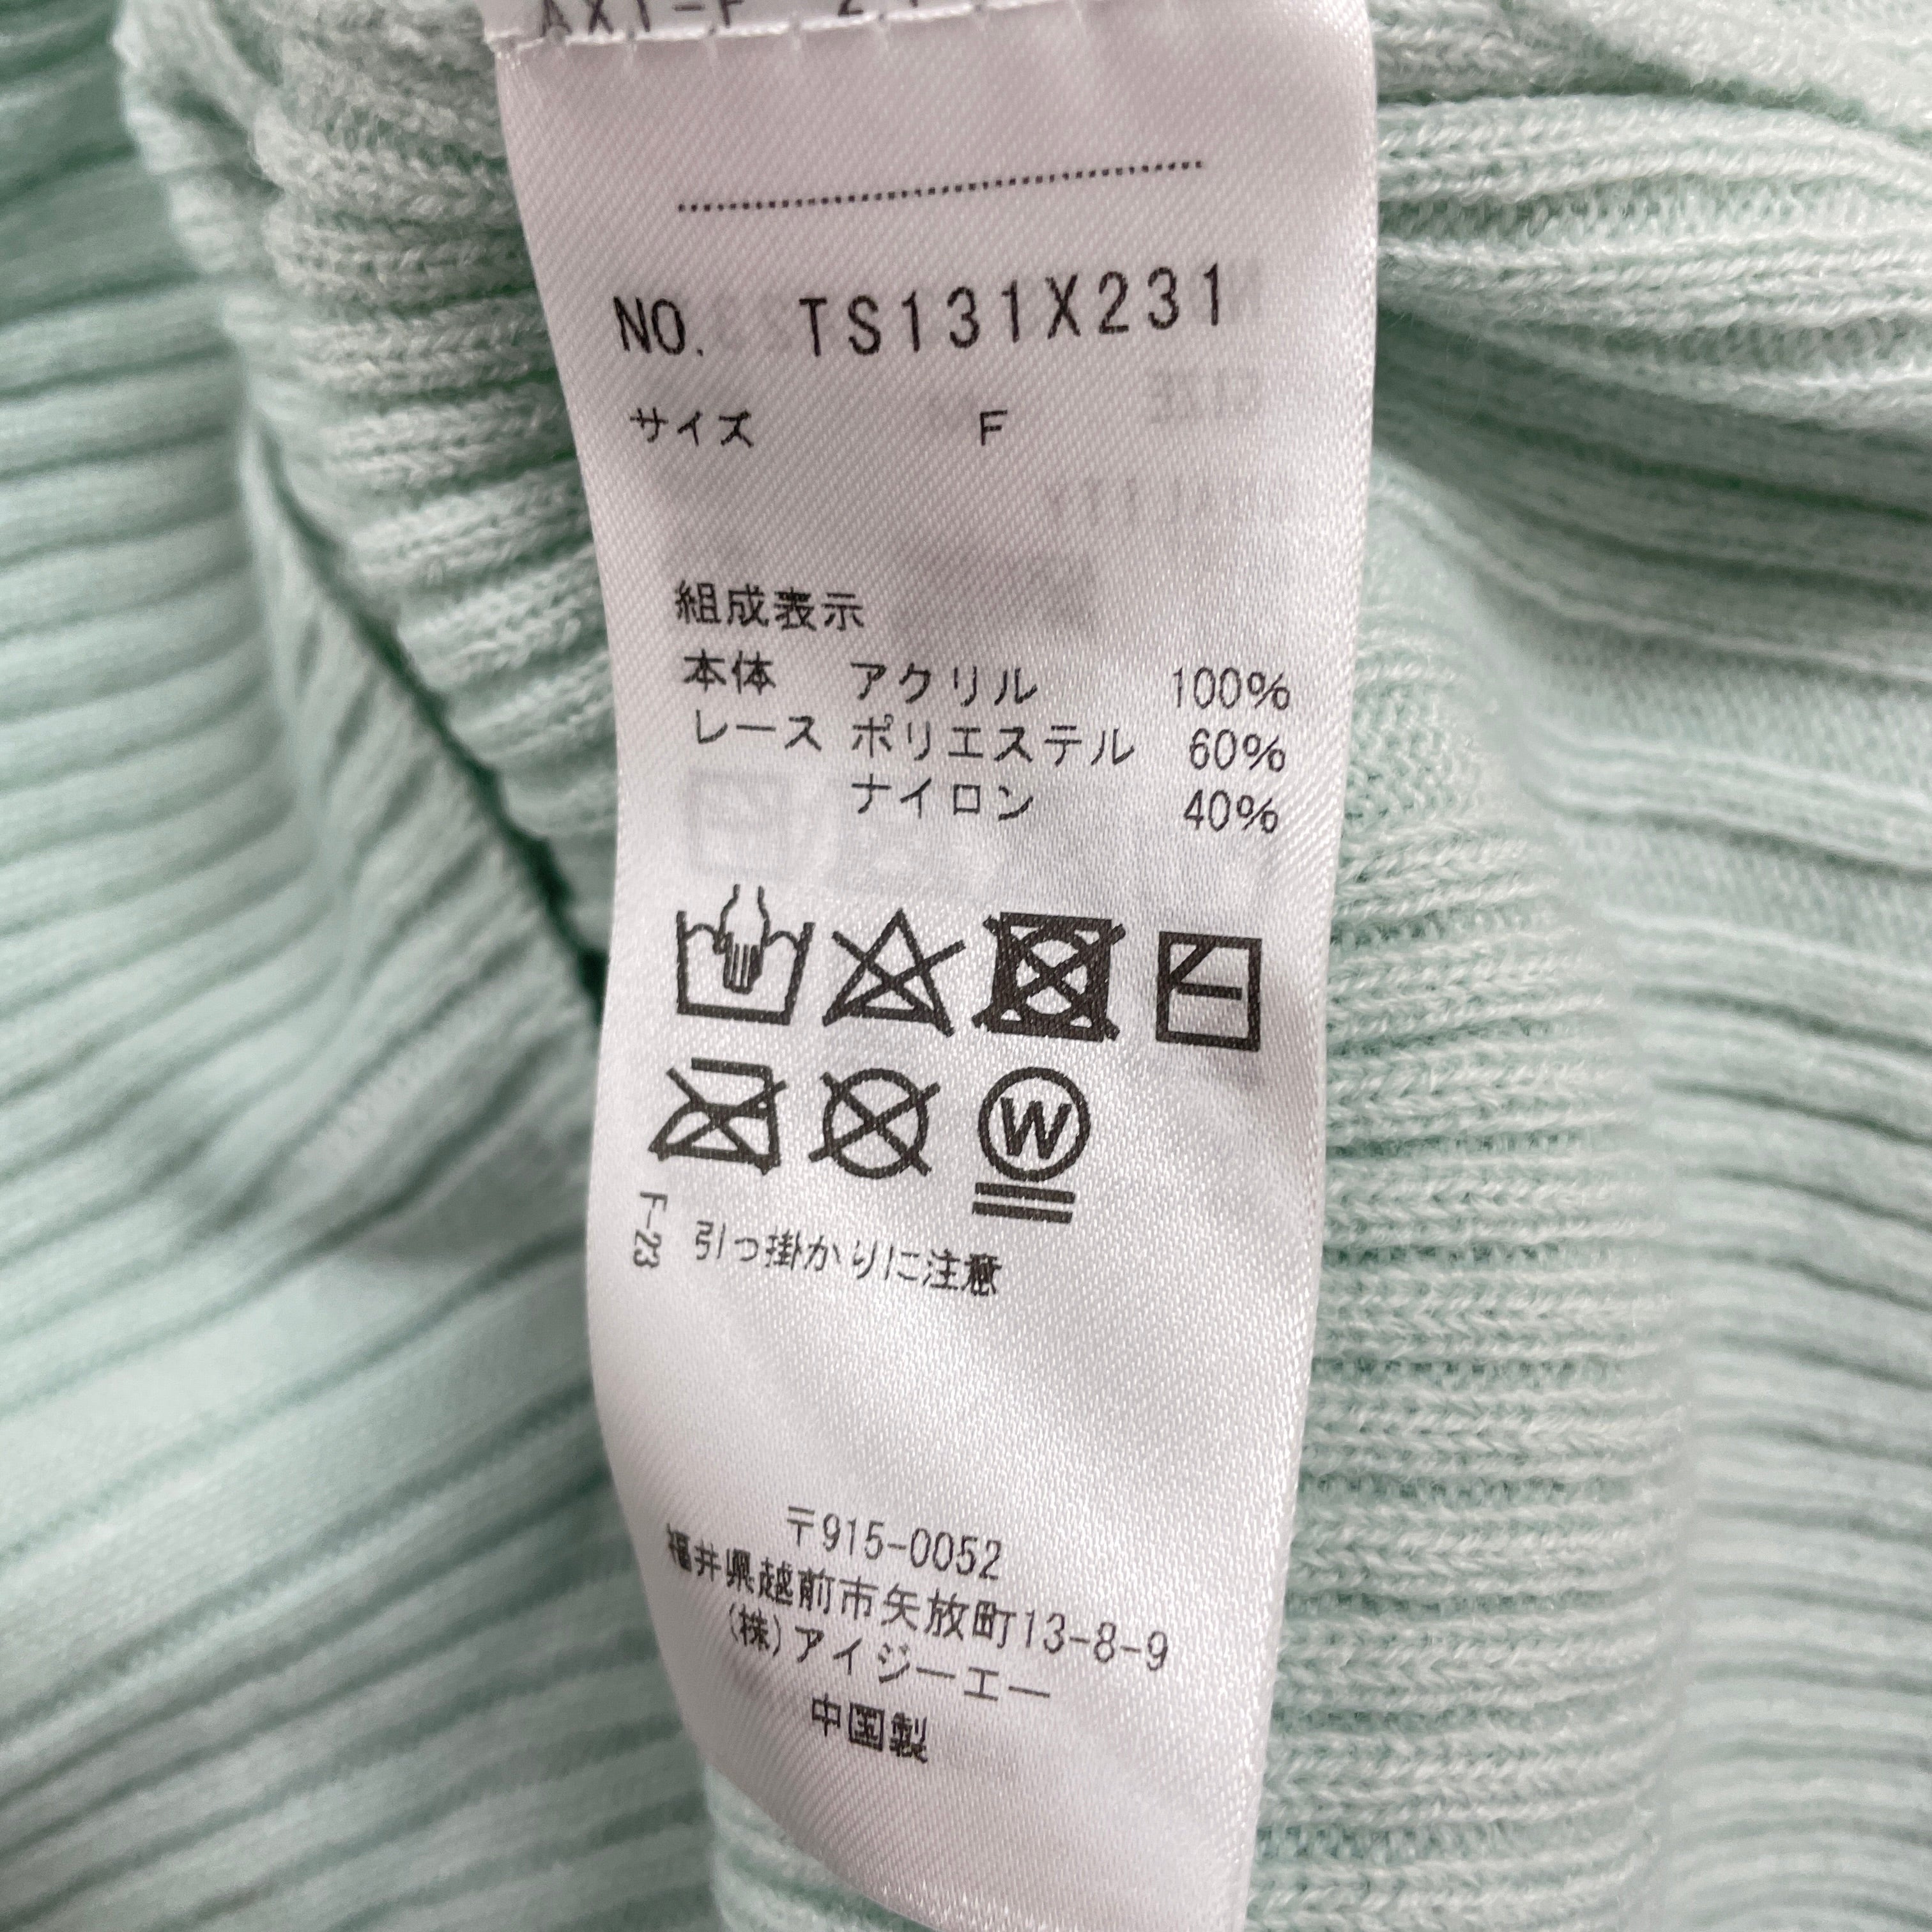 NO. TS131X231
サイズ F
組成表示
本体 アクリル 100%
レース ポリエステル 60%
ナイロン 40%
W
F-23 引っ掛かりに注意
〒915-0052
福井県越前市矢放町13-8-9
(株)アイジーエー
中国製